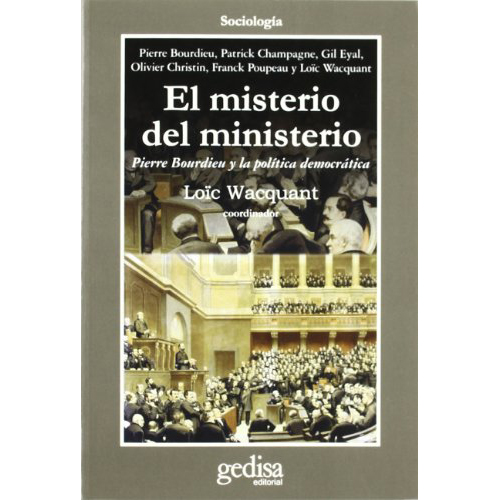 Sociología
Pierre Bourdieu, Patrick Champagne, Gil Eyal,
Olivier Christin, Franck Poupeau y Loïc Wacquant
El misterio
del ministerio
Pierre Bourdieu y la política democrática
Loïc Wacquant
coordinador
gedisa
editorial